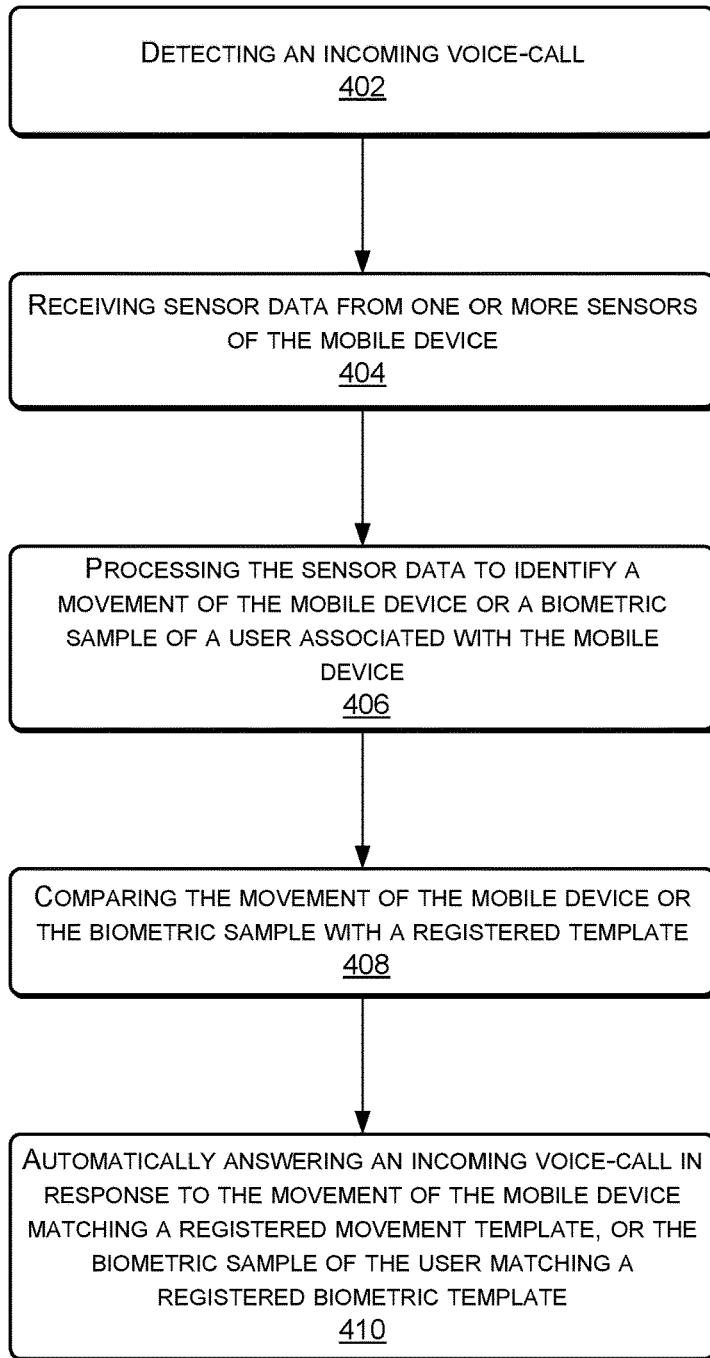 DETECTING AN INCOMING VOICE-CALL
402
RECEIVING SENSOR DATA FROM ONE OR MORE SENSORS
OF THE MOBILE DEVICE
404
PROCESSING THE SENSOR DATA TO IDENTIFY A
MOVEMENT OF THE MOBILE DEVICE OR A BIOMETRIC
SAMPLE OF A USER ASSOCIATED WITH THE MOBILE
DEVICE
406
COMPARING THE MOVEMENT OF THE MOBILE DEVICE OR
THE BIOMETRIC SAMPLE WITH A REGISTERED TEMPLATE
408
AUTOMATICALLY ANSWERING AN INCOMING VOICE-CALL IN
RESPONSE TO THE MOVEMENT OF THE MOBILE DEVICE
MATCHING A REGISTERED MOVEMENT TEMPLATE, OR THE
BIOMETRIC SAMPLE OF THE USER MATCHING A
REGISTERED BIOMETRIC TEMPLATE
410